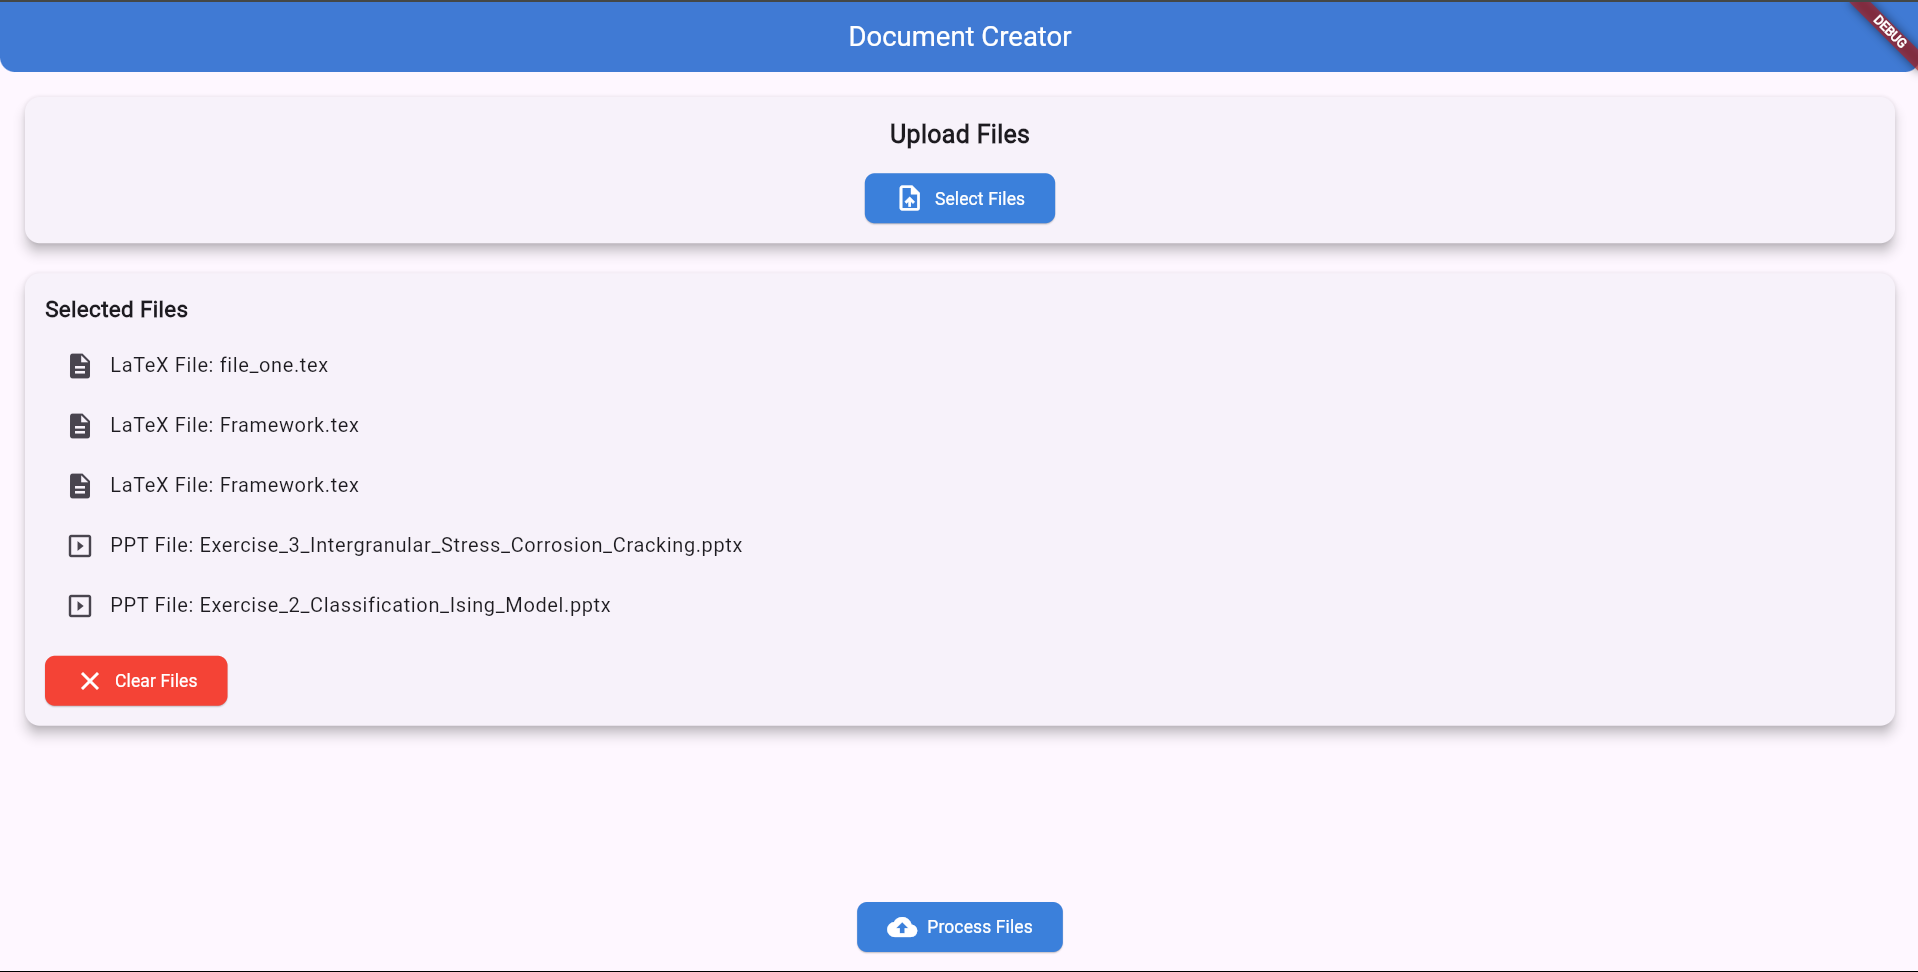 Document Creator
DEBUG
Upload Files
Select Files
Selected Files
LaTeX File: file_one.tex
LaTeX File: Framework.tex
LaTeX File: Framework.tex
PPT File: Exercise_3_Intergranular_Stress_Corrosion_Cracking.pptx
PPT File: Exercise_2_Classification_Ising_Model.pptx
Clear Files
Process Files